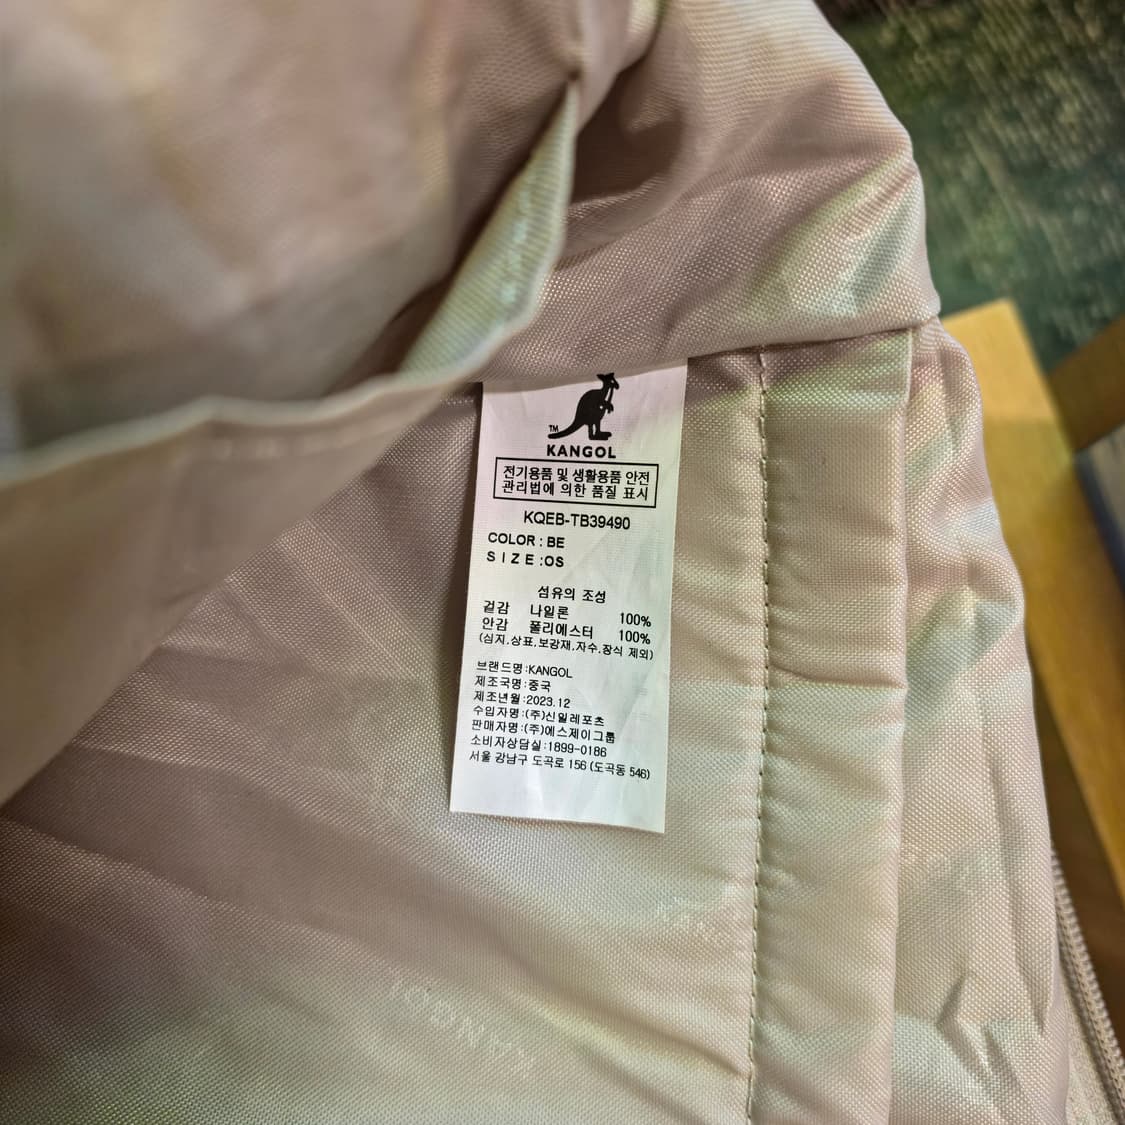 TM
KANGOL
전기용품 및 생활용품 안전
관리법에 의한 품질 표시
KQEB-TB39490
COLOR : BE
SIZE :OS
섬유의 조성
겉감 나일론 100%
안감 폴리에스터 100%
(심지,상표,보강재,자수,장식 제외)
브랜드명:KANGOL
제조국명:중국
제조년월:2023.12
수입자명:(주)신일레포츠
판매자명:(주)에스제이그룹
소비자상담실:1899-0186
서울 강남구 도곡로 156 (도곡동 546)